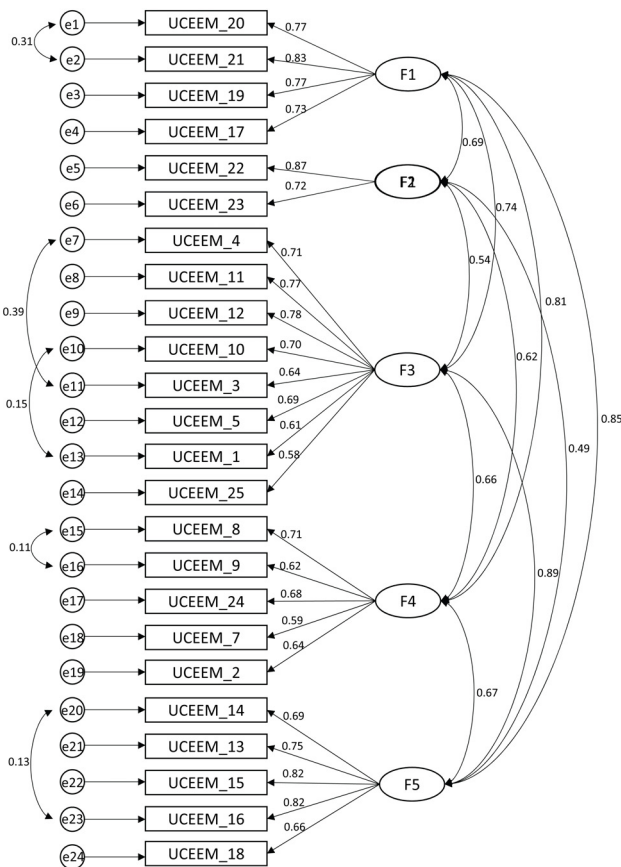 e1 UCEEM_20 0.77
0.31
e2 UCEEM_21 0.83 F1
e3 UCEEM_19 0.77
e4 UCEEM_17 0.73
0.69
e5 UCEEM_22 0.87
e6 UCEEM_23 0.72
0.74
e7 UCEEM_4 0.71
0.54
e8 UCEEM_11 0.77
0.81
e9 UCEEM_12 0.78
0.39
e10 UCEEM_10 0.70
0.62
F3
e11 UCEEM_3 0.64
0.15
e12 UCEEM_5 0.69
0.85
e13 UCEEM_1 0.61
0.49
e14 UCEEM_25 0.58
0.66
e15 UCEEM_8 0.71
0.11
e16 UCEEM_9 0.62
0.89
e17 UCEEM_24 0.68 F4
e18 UCEEM_7 0.59
e19 UCEEM_2 0.64
0.67
e20 UCEEM_14 0.69
e21 UCEEM_13 0.75
0.13
e22 UCEEM_15 0.82 F5
e23 UCEEM_16 0.82
e24 UCEEM_18 0.66